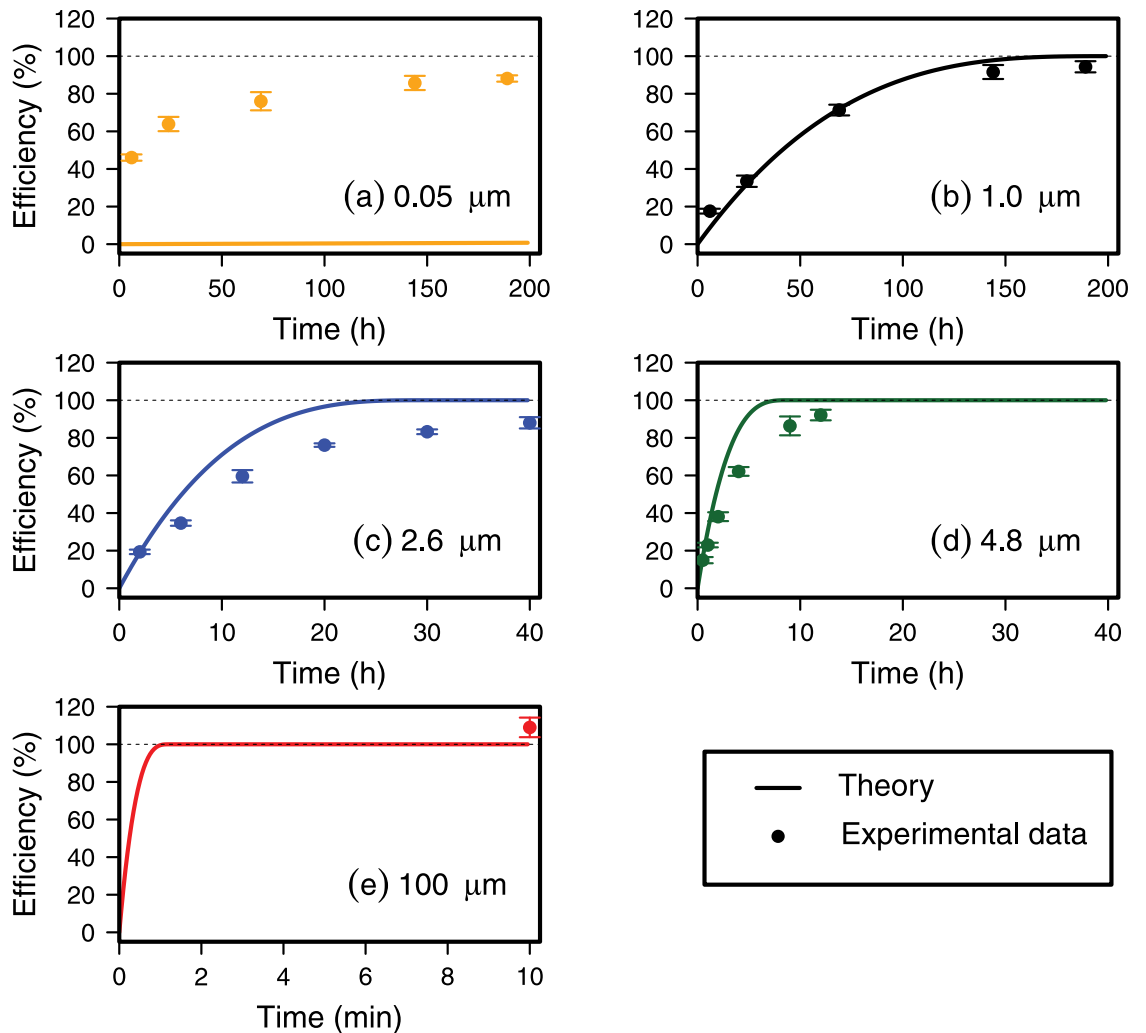 Efficiency (%)
120
100
80
60
40
20
0
(a) 0.05 μm
0 50 100 150 200
Time (h)
120
100
80
60
40
20
0
(b) 1.0 μm
0 50 100 150 200
Time (h)
Efficiency (%)
120
100
80
60
40
20
0
(c) 2.6 μm
0 10 20 30 40
Time (h)
120
100
80
60
40
20
0
(d) 4.8 μm
0 10 20 30 40
Time (h)
Efficiency (%)
120
100
80
60
40
20
0
(e) 100 μm
0 2 4 6 8 10
Time (min)
Theory
Experimental data